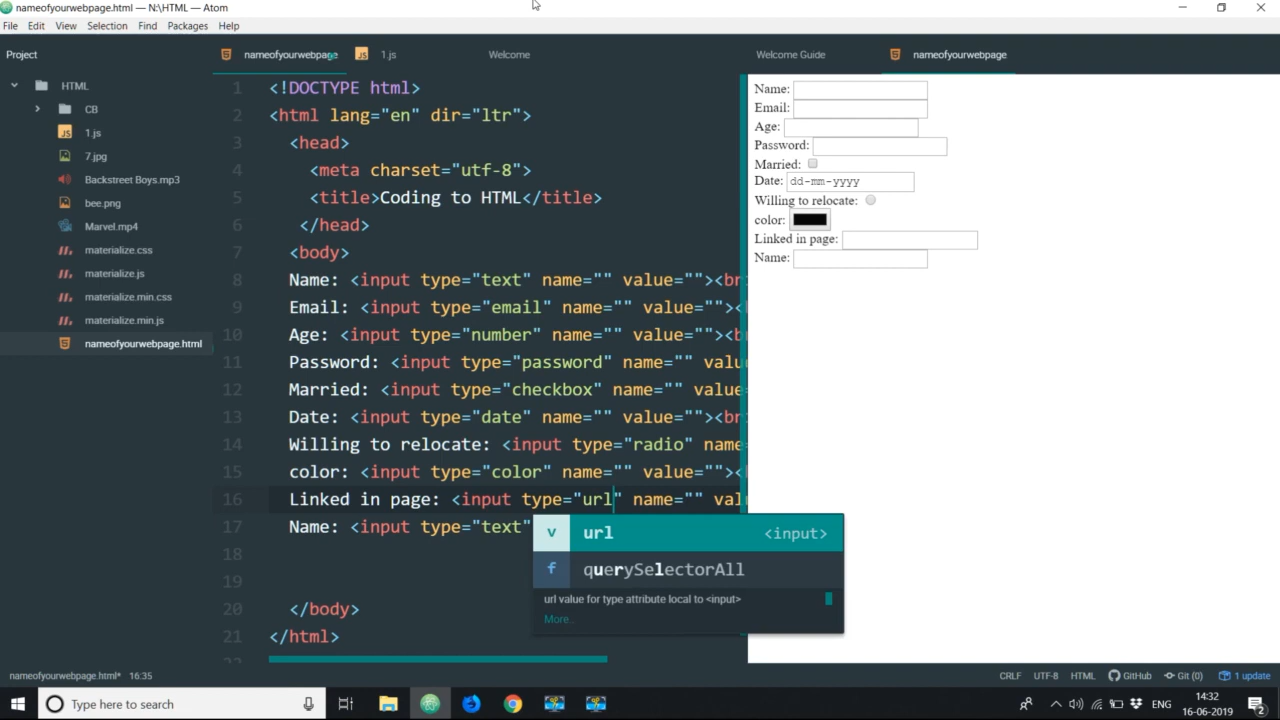 nameofyourwebpage.html — N:\HTML — Atom
File Edit View Selection Find Packages Help
Project
nameofyourwebpage
1.js
Welcome
Welcome Guide
nameofyourwebpage
HTML
CB
1.js
7.jpg
Backstreet Boys.mp3
bee.png
Marvel.mp4
materialize.css
materialize.js
materialize.min.css
materialize.min.js
nameofyourwebpage.html
1 <!DOCTYPE html>
2 <html lang="en" dir="ltr">
3 <head>
4 <meta charset="utf-8">
5 <title>Coding to HTML</title>
6 </head>
7 <body>
8 Name: <input type="text" name="" value=""><br
9 Email: <input type="email" name="" value=""><b
10 Age: <input type="number" name="" value=""><br
11 Password: <input type="password" name="" valu
12 Married: <input type="checkbox" name="" value
13 Date: <input type="date" name="" value=""><br
14 Willing to relocate: <input type="radio" name
15 color: <input type="color" name="" value=""><b
16 Linked in page: <input type="url" name="" valu
17 Name: <input type="text"
18
19
20 </body>
21 </html>
22
v url <input>
f querySelectorAll
url value for type attribute local to <input>
More..
Name:
Email:
Age:
Password:
Married:
Date: dd-mm-yyyy
Willing to relocate:
color:
Linked in page:
Name:
nameofyourwebpage.html* 16:35
CRLF UTF-8 HTML GitHub Git (0) 1 update
Type here to search
ENG
14:32
16-06-2019
2